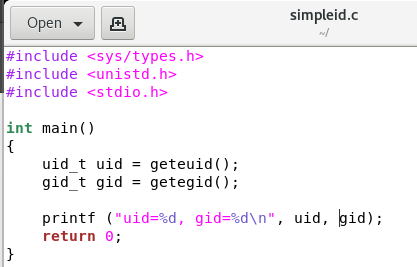 Open
simpleid.c
~/
#include <sys/types.h>
#include <unistd.h>
#include <stdio.h>

int main()
{
    uid_t uid = geteuid();
    gid_t gid = getegid();

    printf ("uid=%d, gid=%d\n", uid, gid);
    return 0;
}